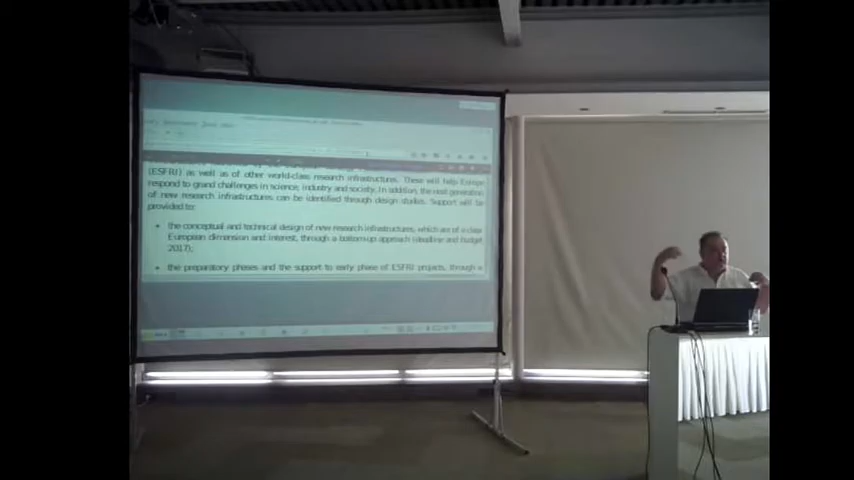 (ESFRI) as well as of other world-class research infrastructures. These will help Europe
respond to grand challenges in science, industry and society. In addition, the next generation
of new research infrastructures can be identified through design studies. Support will be
provided to:
• the conceptual and technical design of new research infrastructures, which are of a clear
European dimension and interest, through a bottom-up approach (deadline and budget
2017);
• the preparatory phases and the support to early phase of ESFRI projects, through a